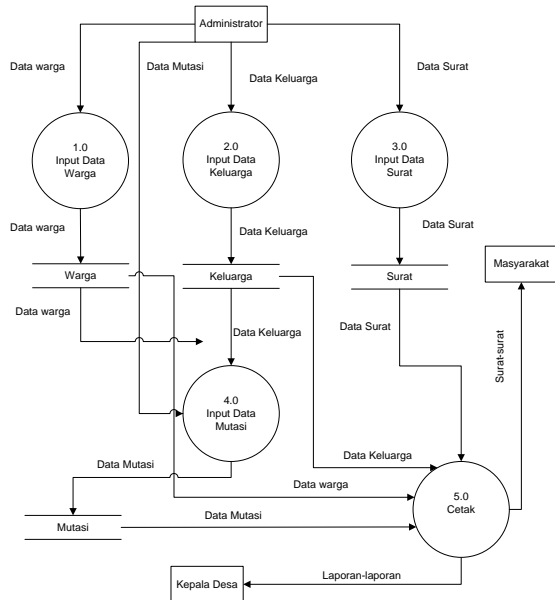 Administrator
Data warga
Data Mutasi
Data Keluarga
Data Surat
1.0
Input Data
Warga
2.0
Input Data
Keluarga
3.0
Input Data
Surat
Data warga
Data Keluarga
Data Surat
Warga
Keluarga
Surat
Masyarakat
Data warga
Data Keluarga
Data Surat
Surat-surat
4.0
Input Data
Mutasi
Data Mutasi
Data Keluarga
Data warga
5.0
Cetak
Mutasi
Data Mutasi
Kepala Desa
Laporan-laporan